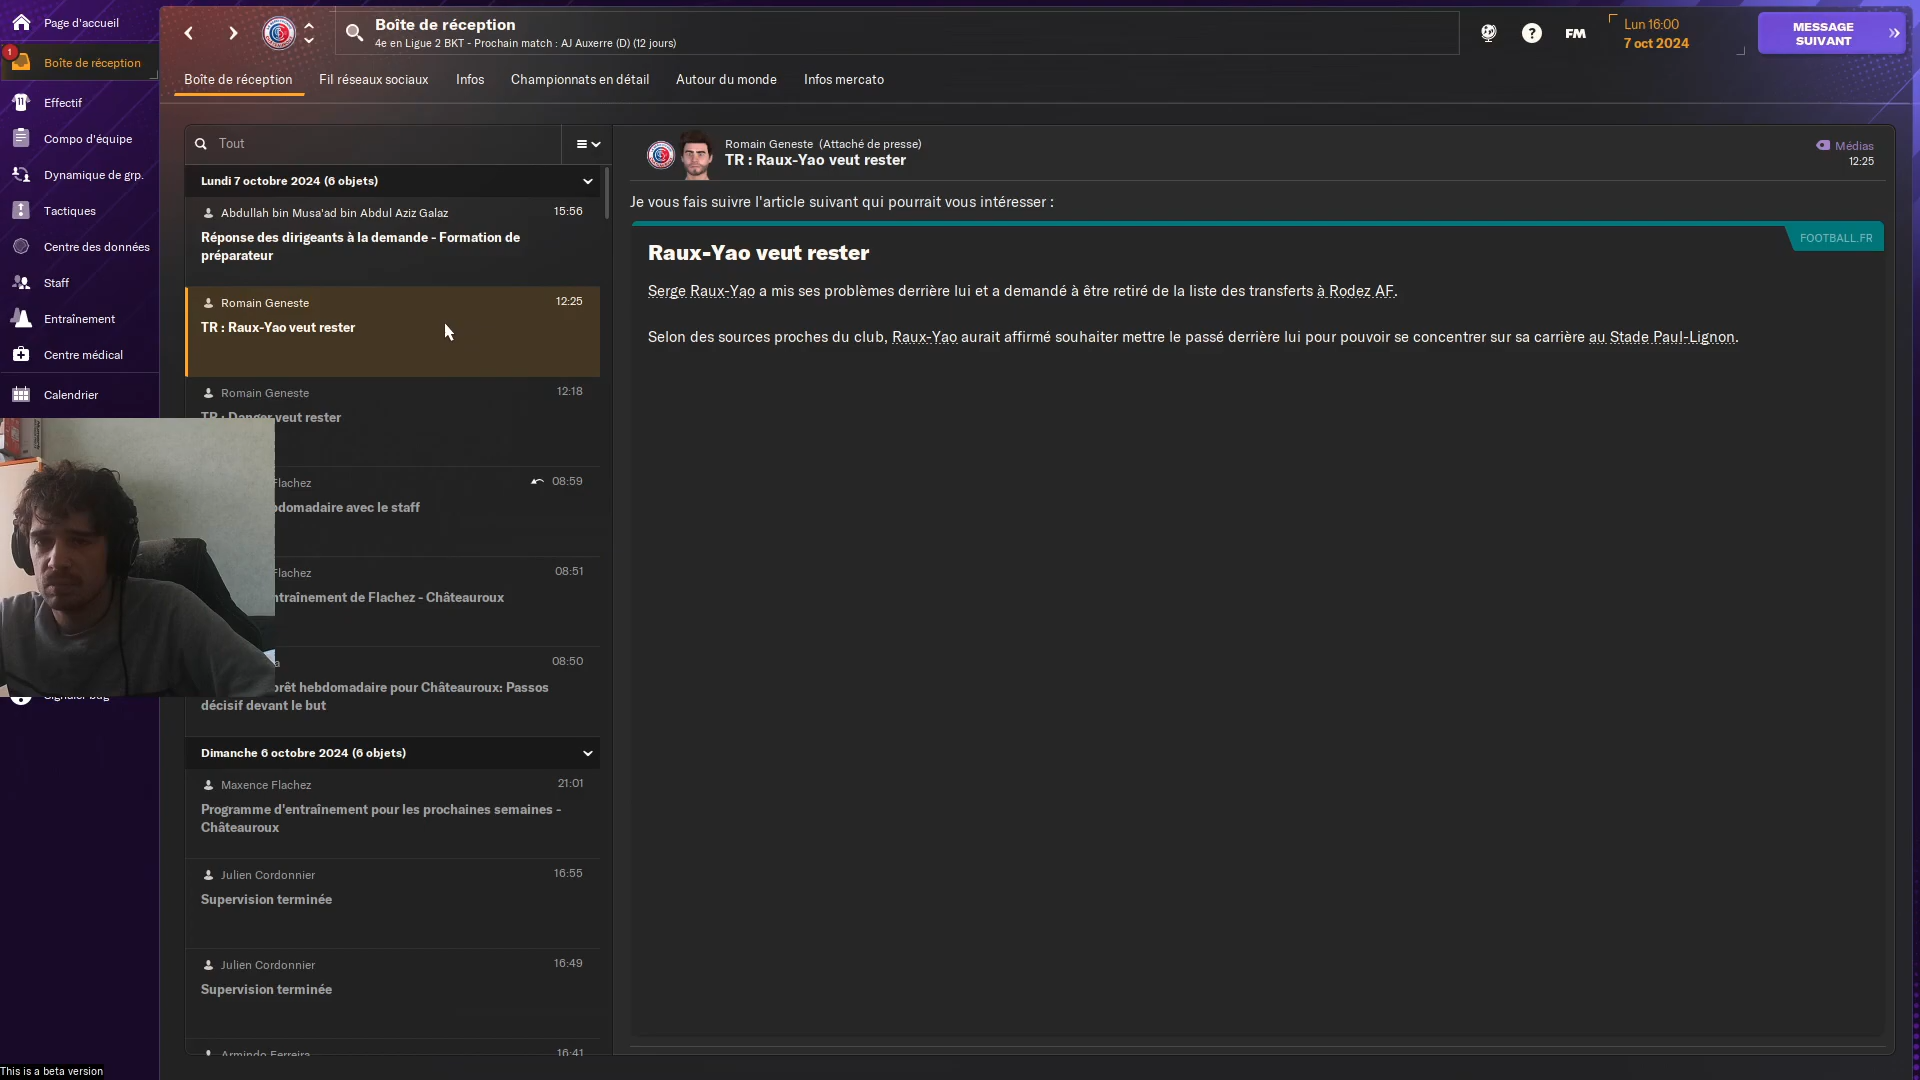 Page d'accueil
1
Boîte de réception
Effectif
Compo d'équipe
Dynamique de grp.
Tactiques
Centre des données
Staff
Entraînement
Centre médical
Calendrier
This is a beta version
Boîte de réception
4e en Ligue 2 BKT - Prochain match : AJ Auxerre (D) (12 jours)
FM
Lun 16:00
7 oct 2024
MESSAGE
SUIVANT
Boîte de réception
Fil réseaux sociaux
Infos
Championnats en détail
Autour du monde
Infos mercato
Tout
Lundi 7 octobre 2024 (6 objets)
Abdullah bin Musa'ad bin Abdul Aziz Galaz
15:56
Réponse des dirigeants à la demande - Formation de
préparateur
Romain Geneste
12:25
TR : Raux-Yao veut rester
Romain Geneste
12:18
TR : Danger veut rester
Flachez
08:59
domadaire avec le staff
Flachez
08:51
ntraînement de Flachez - Châteauroux
08:50
prêt hebdomadaire pour Châteauroux: Passos
décisif devant le but
Dimanche 6 octobre 2024 (6 objets)
Maxence Flachez
21:01
Programme d'entraînement pour les prochaines semaines -
Châteauroux
Julien Cordonnier
16:55
Supervision terminée
Julien Cordonnier
16:49
Supervision terminée
Armindo Ferreira
16:41
Romain Geneste (Attaché de presse)
TR : Raux-Yao veut rester
Médias
12:25
Je vous fais suivre l'article suivant qui pourrait vous intéresser :
FOOTBALL.FR
Raux-Yao veut rester
Serge Raux-Yao a mis ses problèmes derrière lui et a demandé à être retiré de la liste des transferts à Rodez AF.
Selon des sources proches du club, Raux-Yao aurait affirmé souhaiter mettre le passé derrière lui pour pouvoir se concentrer sur sa carrière au Stade Paul-Lignon.